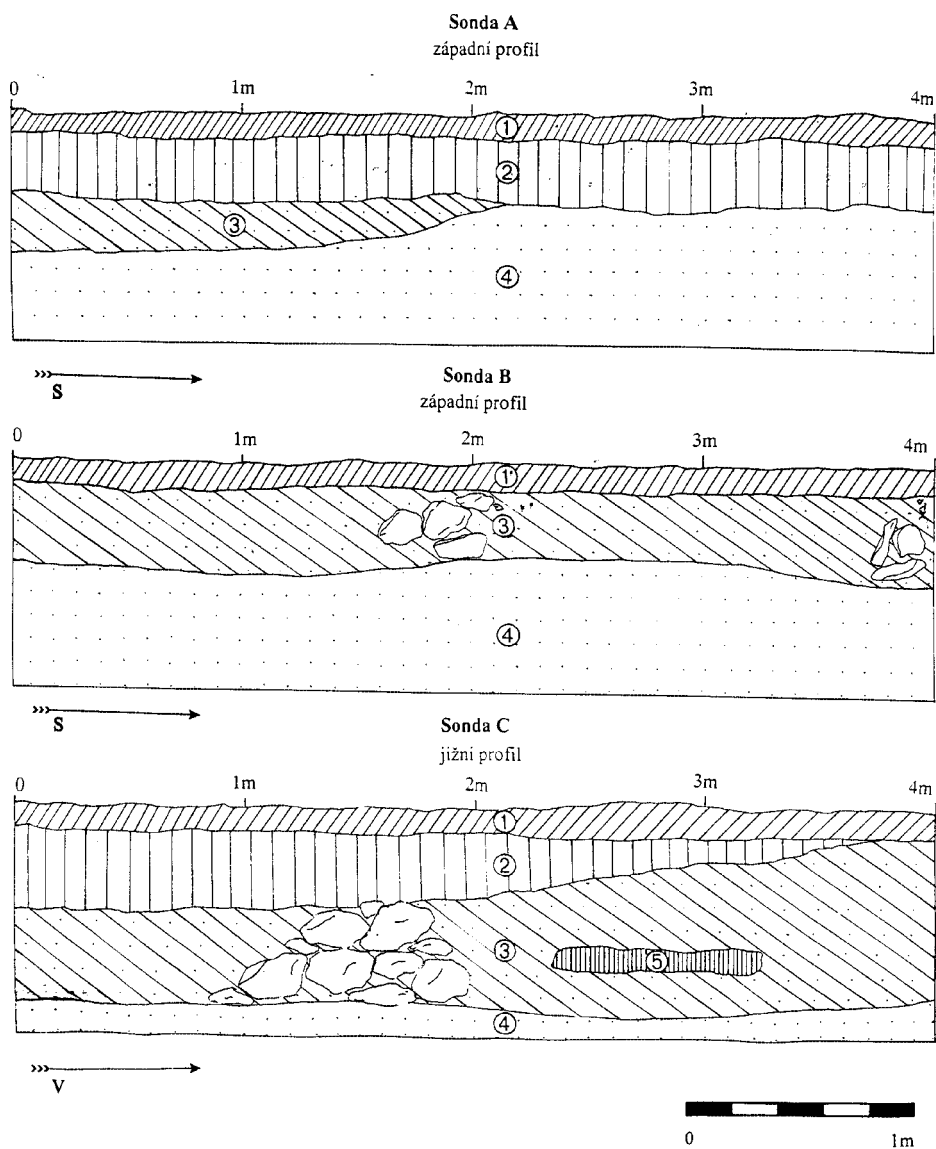 Sonda A
západní profil
0 1m 2m 3m 4m
①
②
③
④
S
Sonda B
západní profil
0 1m 2m 3m 4m
①
③
④
S
Sonda C
jižní profil
0 1m 2m 3m 4m
①
②
③
⑤
④
V
0 1m